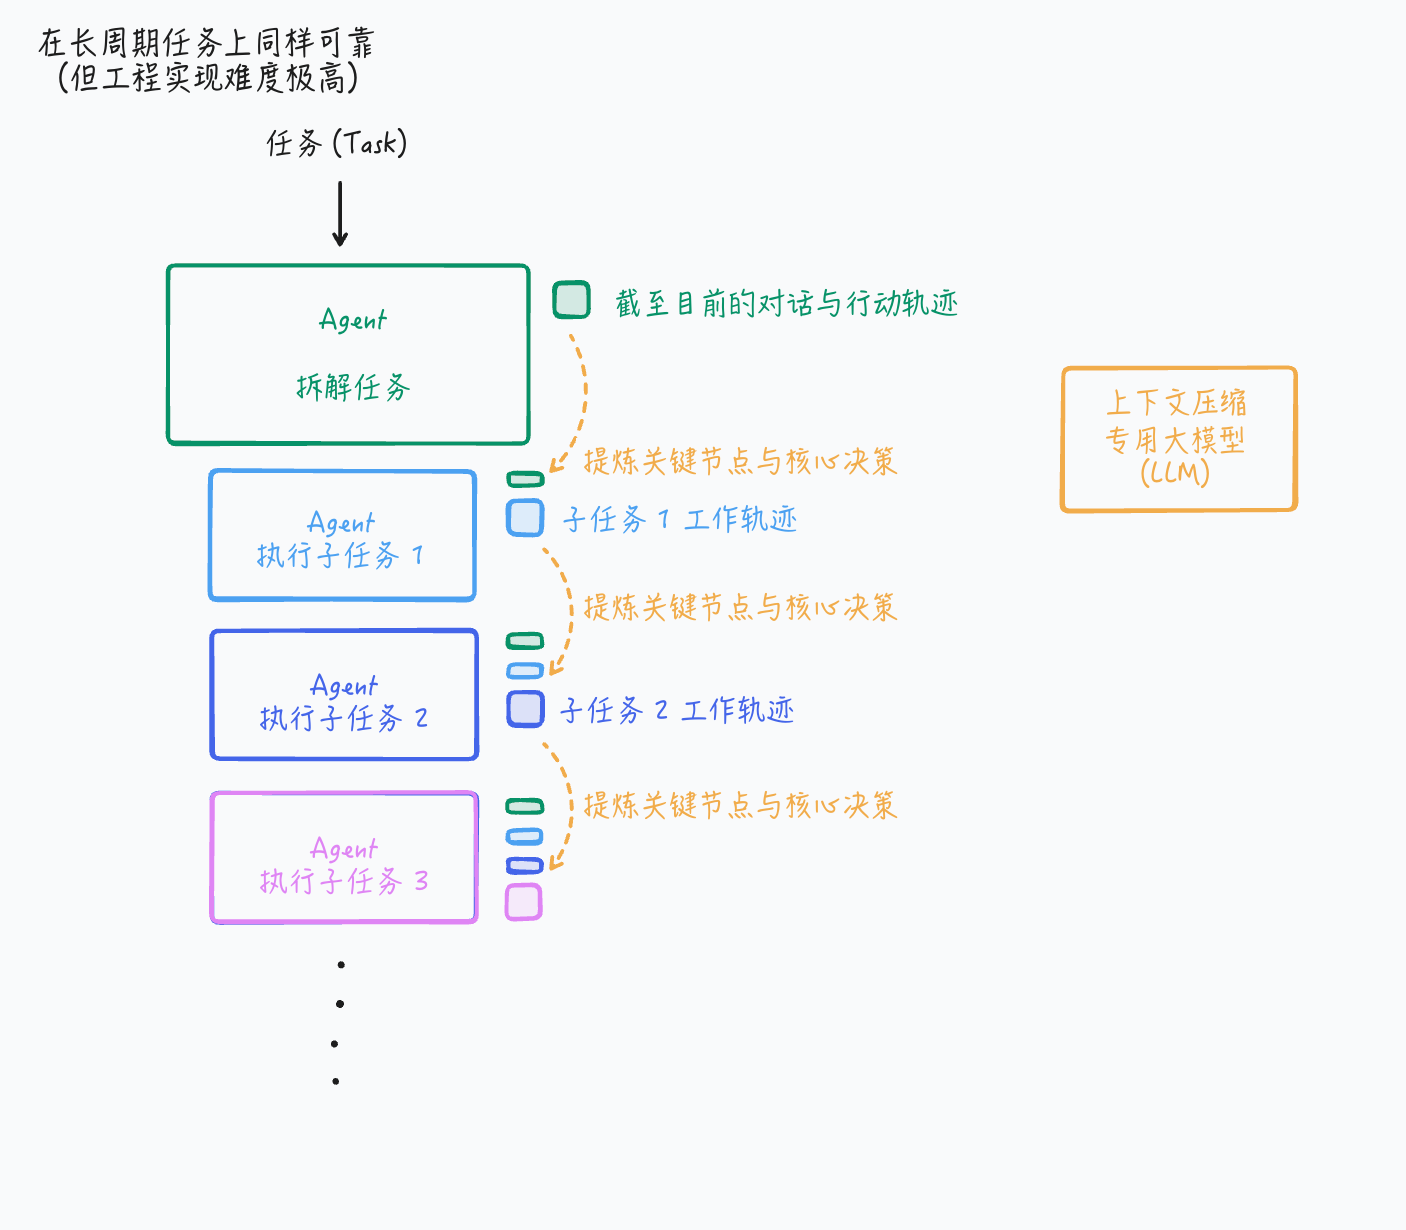 在长周期任务上同样可靠
(但工程实现难度极高)
任务 (Task)
Agent
拆解任务
截至目前的对话与行动轨迹
上下文压缩
专用大模型
(LLM)
提炼关键节点与核心决策
Agent
执行子任务 1
子任务 1 工作轨迹
提炼关键节点与核心决策
Agent
执行子任务 2
子任务 2 工作轨迹
提炼关键节点与核心决策
Agent
执行子任务 3